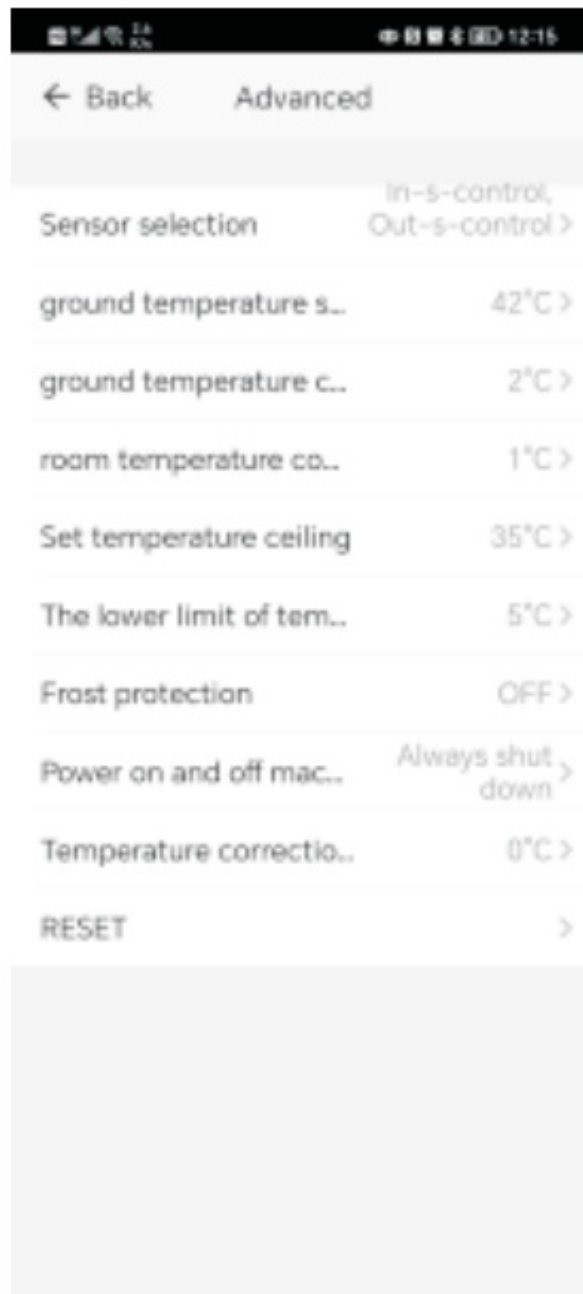 12:15
← Back Advanced
In-s-control,
Sensor selection Out-s-control >
ground temperature s... 42°C >
ground temperature c... 2°C >
room temperature co... 1°C >
Set temperature ceiling 35°C >
The lower limit of tem... 5°C >
Frost protection OFF >
Power on and off mac... Always shut >
down
Temperature correctio... 0°C >
RESET >